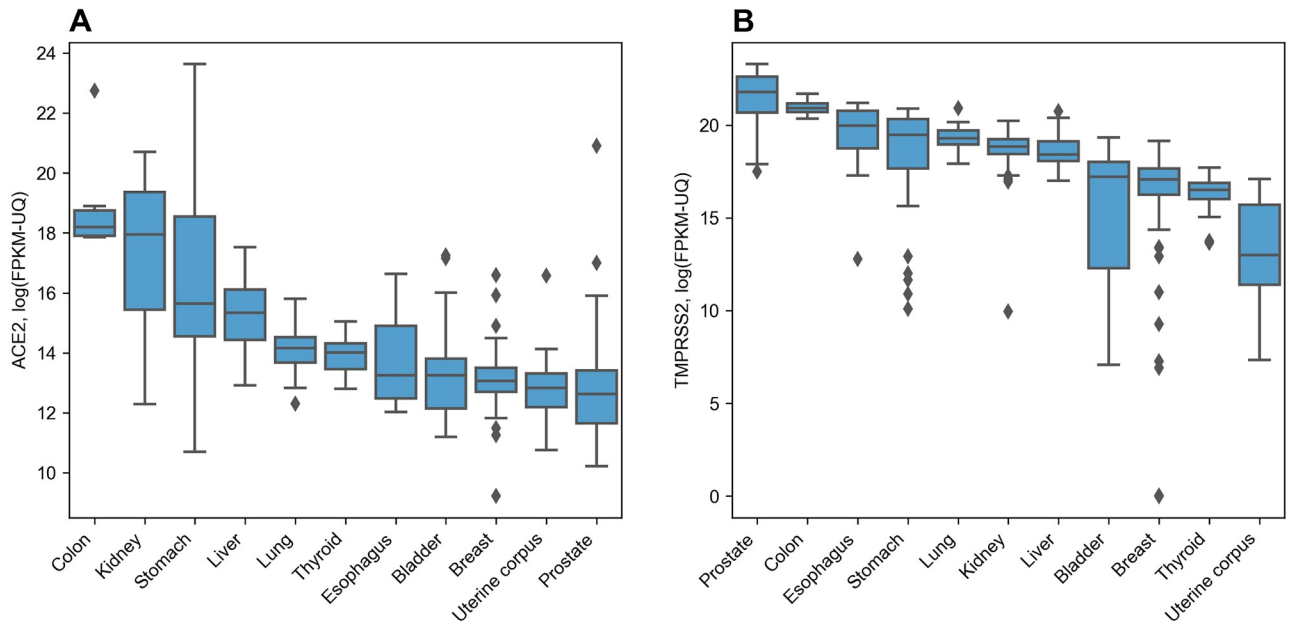 A
ACE2, log(FPKM-UQ)
24
22
20
18
16
14
12
10
Colon
Kidney
Stomach
Liver
Lung
Thyroid
Esophagus
Bladder
Breast
Uterine corpus
Prostate
B
TMPRSS2, log(FPKM-UQ)
20
15
10
5
0
Prostate
Colon
Esophagus
Stomach
Lung
Kidney
Liver
Bladder
Breast
Thyroid
Uterine corpus